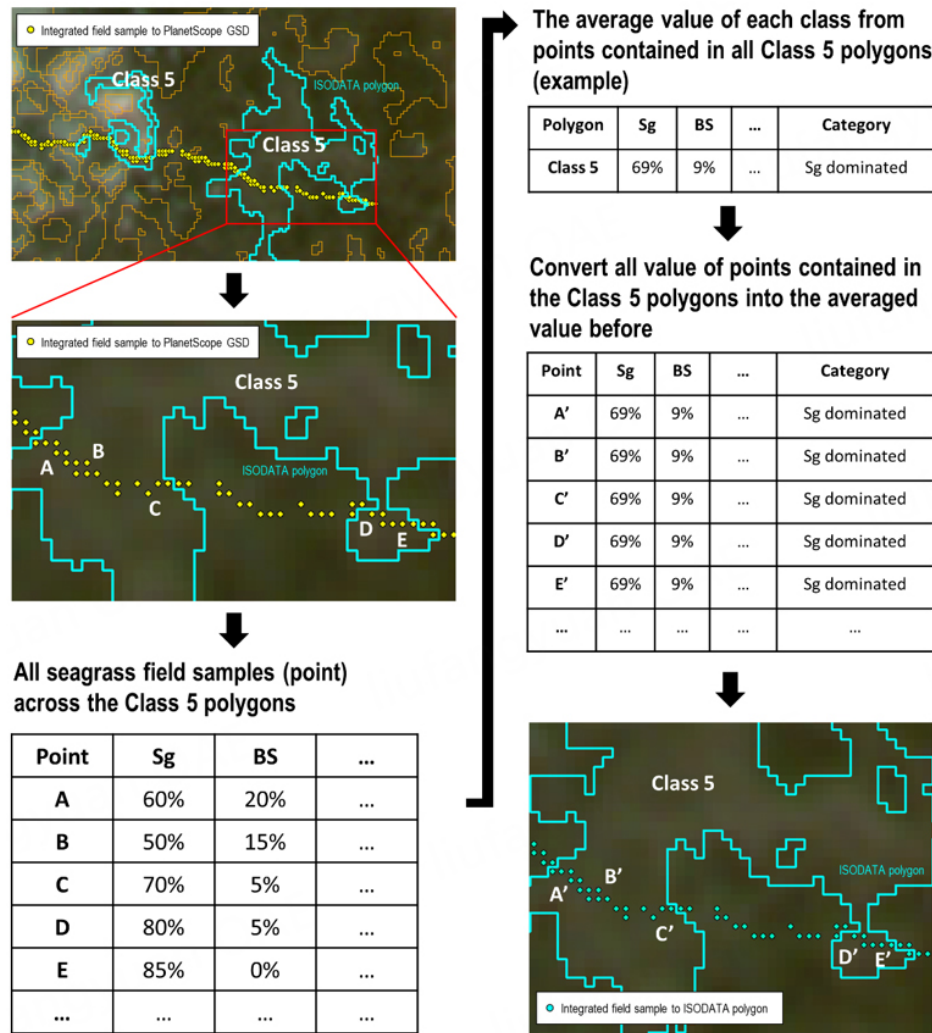 Integrated field sample to PlanetScope GSD
Class 5
ISODATA polygon
Class 5
Integrated field sample to PlanetScope GSD
Class 5
A
B
ISODATA polygon
C
D
E
All seagrass field samples (point)
across the Class 5 polygons
Point Sg BS ...
A 60% 20% ...
B 50% 15% ...
C 70% 5% ...
D 80% 5% ...
E 85% 0% ...
... ... ... ...
The average value of each class from
points contained in all Class 5 polygons
(example)
Polygon Sg BS ... Category
Class 5 69% 9% ... Sg dominated
Convert all value of points contained in
the Class 5 polygons into the averaged
value before
Point Sg BS ... Category
A’ 69% 9% ... Sg dominated
B’ 69% 9% ... Sg dominated
C’ 69% 9% ... Sg dominated
D’ 69% 9% ... Sg dominated
E’ 69% 9% ... Sg dominated
... ... ... ... ...
Class 5
ISODATA polygon
A’
B’
C’
D’
E’
Integrated field sample to ISODATA polygon